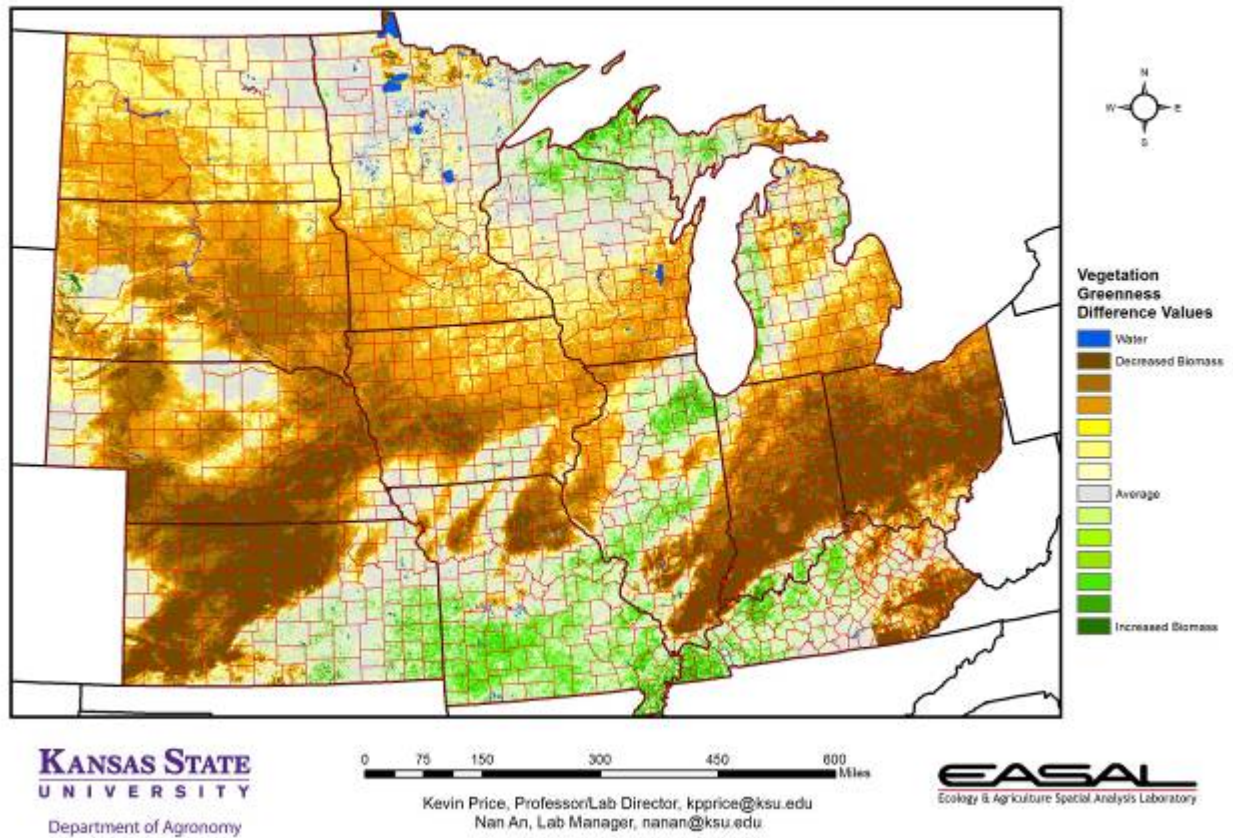 N
W
E
S
Vegetation
Greenness
Difference Values
Water
Decreased Biomass
Average
Increased Biomass
KANSAS STATE
UNIVERSITY
Department of Agronomy
0 75 150 300 450 600
Miles
Kevin Price, Professor/Lab Director, kpprice@ksu.edu
Nan An, Lab Manager, nanan@ksu.edu
EASAL
Ecology & Agriculture Spatial Analysis Laboratory